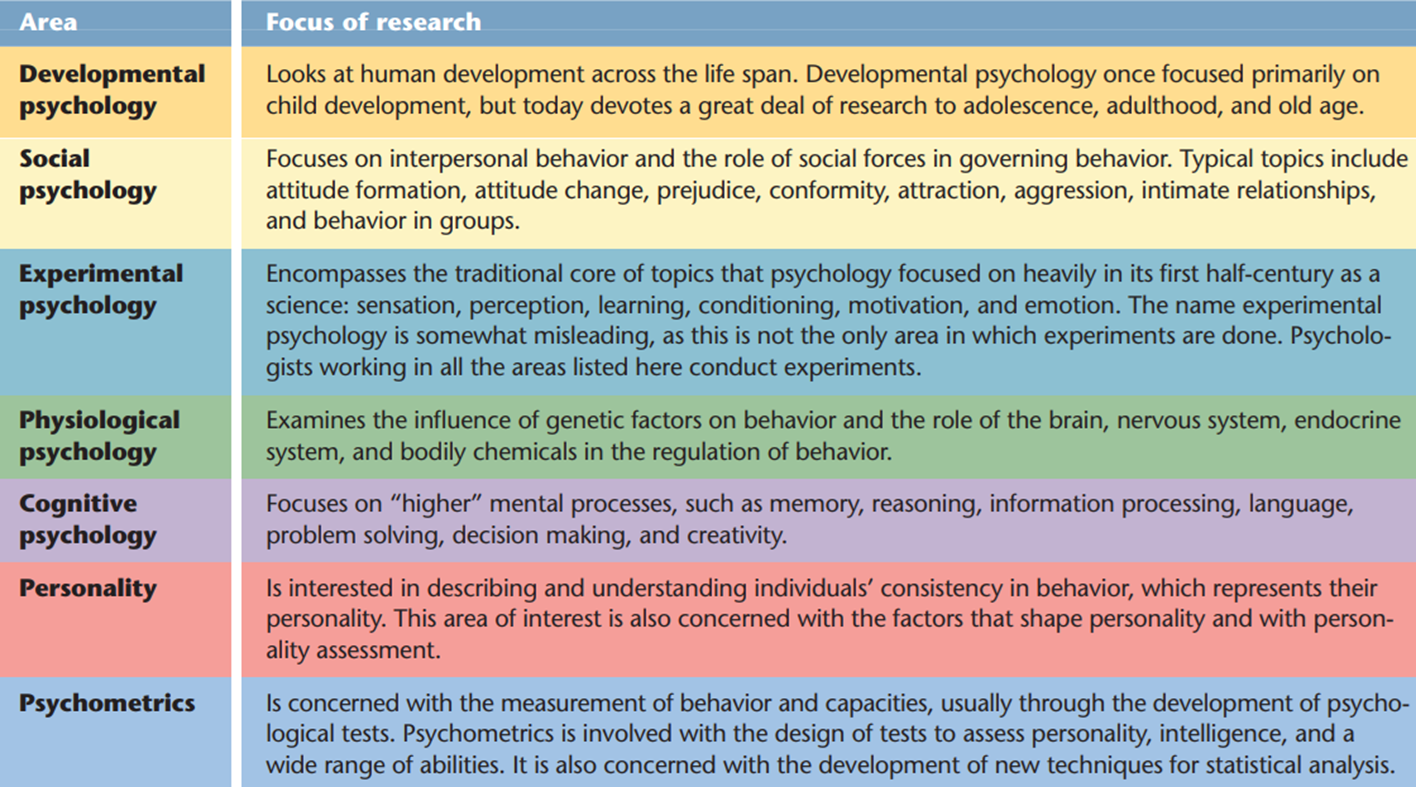 Area Focus of research
Developmental psychology
Looks at human development across the life span. Developmental psychology once focused primarily on
child development, but today devotes a great deal of research to adolescence, adulthood, and old age.
Social psychology
Focuses on interpersonal behavior and the role of social forces in governing behavior. Typical topics include
attitude formation, attitude change, prejudice, conformity, attraction, aggression, intimate relationships,
and behavior in groups.
Experimental psychology
Encompasses the traditional core of topics that psychology focused on heavily in its first half-century as a
science: sensation, perception, learning, conditioning, motivation, and emotion. The name experimental
psychology is somewhat misleading, as this is not the only area in which experiments are done. Psycholo-
gists working in all the areas listed here conduct experiments.
Physiological psychology
Examines the influence of genetic factors on behavior and the role of the brain, nervous system, endocrine
system, and bodily chemicals in the regulation of behavior.
Cognitive psychology
Focuses on “higher” mental processes, such as memory, reasoning, information processing, language,
problem solving, decision making, and creativity.
Personality
Is interested in describing and understanding individuals’ consistency in behavior, which represents their
personality. This area of interest is also concerned with the factors that shape personality and with person-
ality assessment.
Psychometrics
Is concerned with the measurement of behavior and capacities, usually through the development of psycho-
logical tests. Psychometrics is involved with the design of tests to assess personality, intelligence, and a
wide range of abilities. It is also concerned with the development of new techniques for statistical analysis.